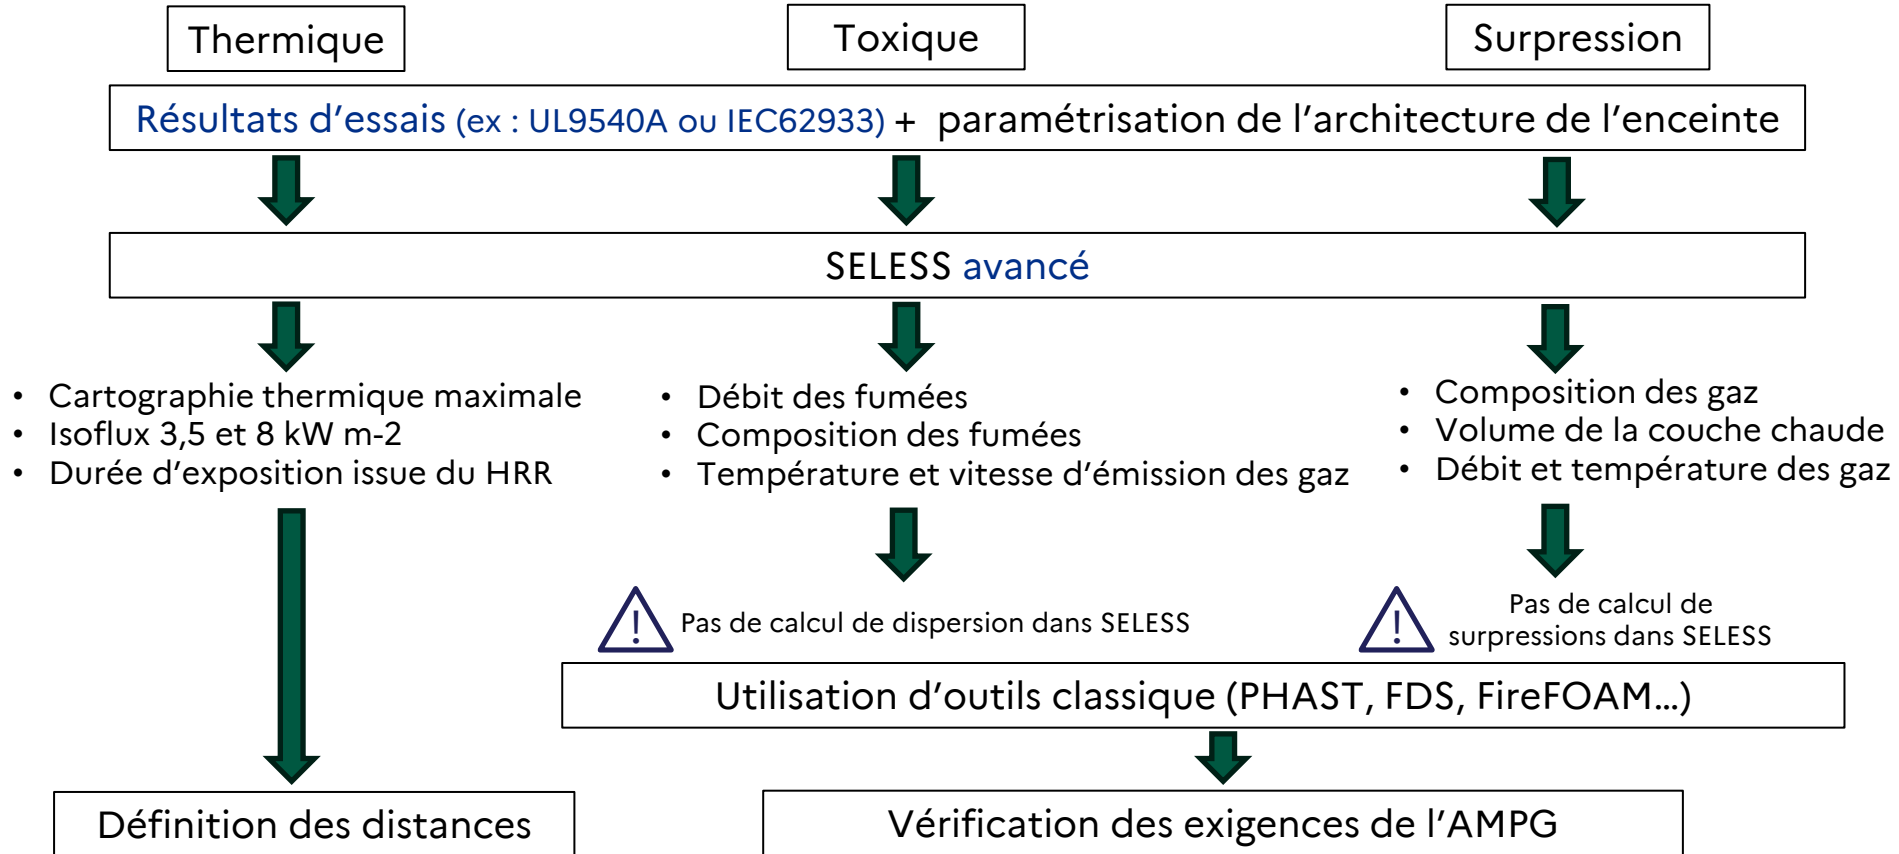 Thermique
Toxique
Surpression
Résultats d’essais (ex : UL9540A ou IEC62933) + paramétrisation de l’architecture de l’enceinte
SELESS avancé
• Cartographie thermique maximale
• Isoflux 3,5 et 8 kW m-2
• Durée d’exposition issue du HRR
• Débit des fumées
• Composition des fumées
• Température et vitesse d’émission des gaz
• Composition des gaz
• Volume de la couche chaude
• Débit et température des gaz
! Pas de calcul de dispersion dans SELESS
! Pas de calcul de
surpressions dans SELESS
Utilisation d’outils classique (PHAST, FDS, FireFOAM…)
Définition des distances
Vérification des exigences de l’AMPG